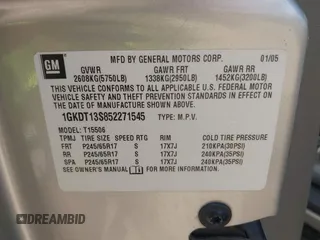 GM
MFD BY GENERAL MOTORS CORP. 01/05
GVWR GAWR FRT GAWR RR
2608KG(5750LB) 1338KG(2950LB) 1452KG(3200LB)
THIS VEHICLE CONFORMS TO ALL APPLICABLE U.S. FEDERAL MOTOR
VEHICLE SAFETY AND THEFT PREVENTION STANDARDS IN EFFECT ON THE
DATE OF MANUFACTURE SHOWN ABOVE.
1GKDT13S852271545 TYPE: M.P.V.
MODEL: T15506
TPMJ TIRE SIZE SPEED RTG RIM COLD TIRE PRESSURE
FRT P245/65R17 S 17X7J 210KPA(30PSI)
RR P245/65R17 S 17X7J 240KPA(35PSI)
SPA P245/65R17 S 17X7J 240KPA(35PSI)
SEE OWNER'S MANUAL FOR MORE INFORMATION.
DREAMBID